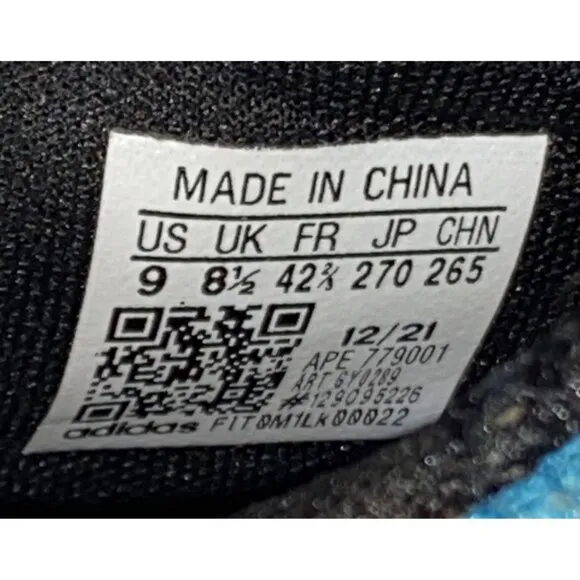 MADE IN CHINA
US UK FR JP CHN
9 8½ 42⅔ 270 265
12/21
APE 779001
ART GY0289
#129095226
adidas FIT0M1LK00022